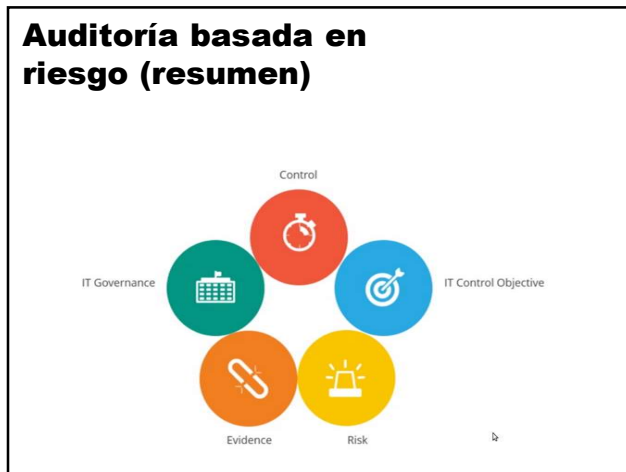 Auditoría basada en
riesgo (resumen)
Control
IT Governance
IT Control Objective
Evidence
Risk